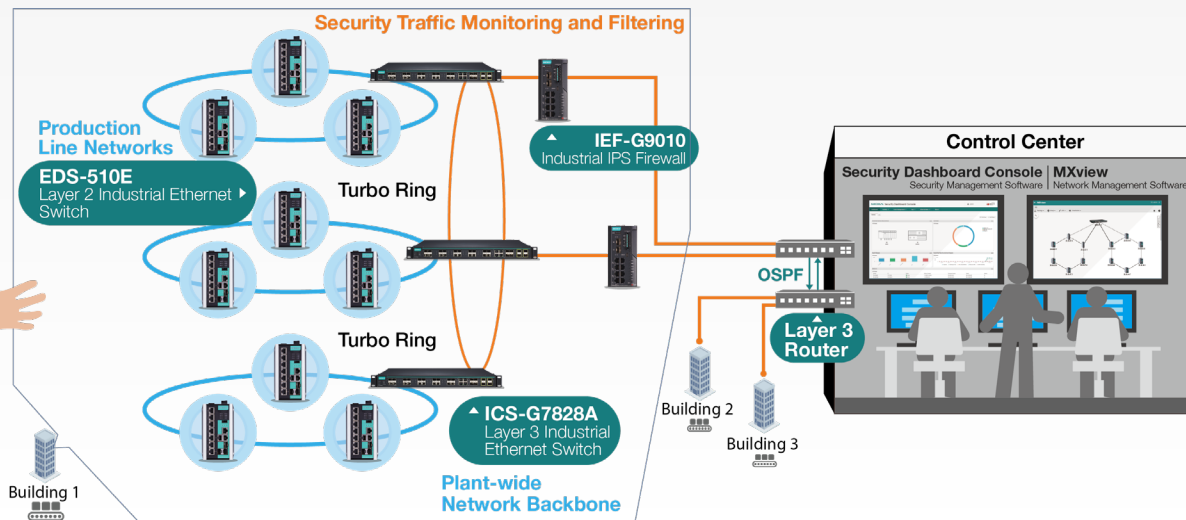 Security Traffic Monitoring and Filtering
Production
Line Networks
EDS-510E
Layer 2 Industrial Ethernet
Switch
Turbo Ring
Turbo Ring
IEF-G9010
Industrial IPS Firewall
ICS-G7828A
Layer 3 Industrial
Ethernet Switch
Plant-wide
Network Backbone
Building 1
OSPF
Layer 3
Router
Building 2
Building 3
Control Center
Security Dashboard Console | MXview
Security Management Software | Network Management Software